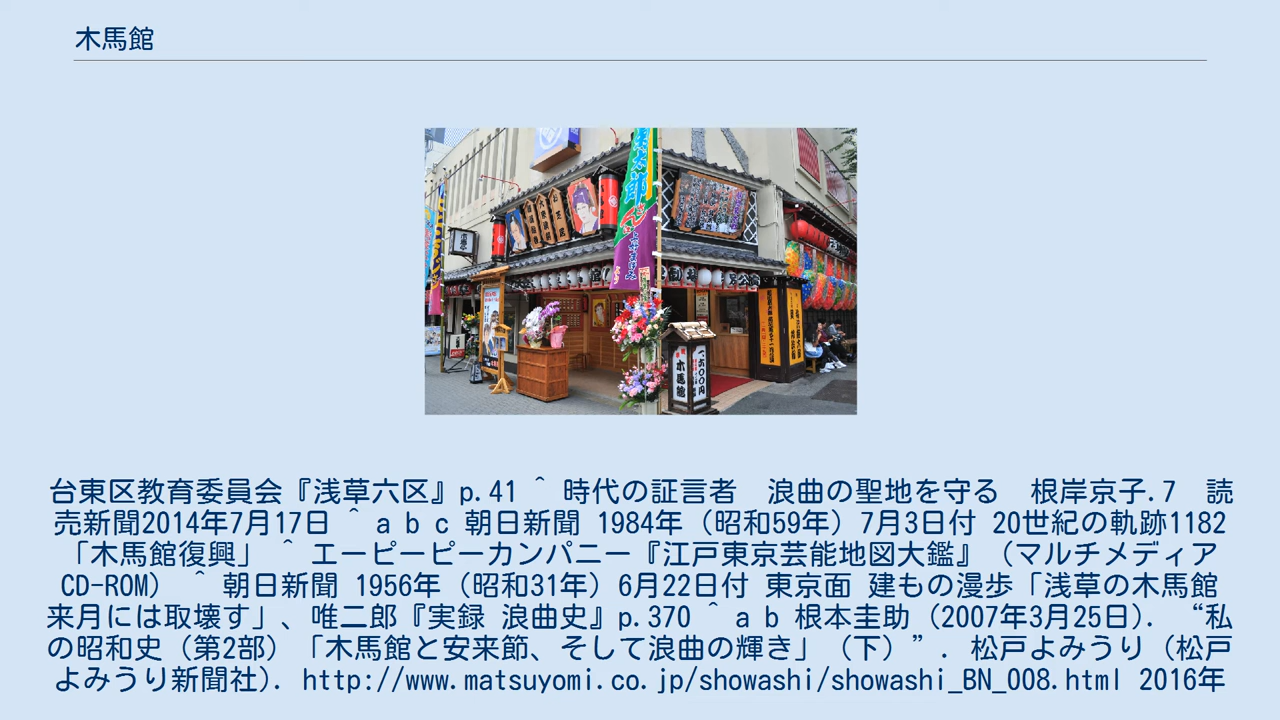 木馬館
木馬館
一、六〇〇円
台東区教育委員会『浅草六区』p.41 ^ 時代の証言者　浪曲の聖地を守る　根岸京子.7　読
売新聞2014年7月17日 ^ a b c 朝日新聞 1984年（昭和59年）7月3日付 20世紀の軌跡1182
「木馬館復興」 ^ エーピーピーカンパニー『江戸東京芸能地図大鑑』（マルチメディア
CD-ROM） ^ 朝日新聞 1956年（昭和31年）6月22日付 東京面 建もの漫歩「浅草の木馬館
来月には取壊す」、唯二郎『実録 浪曲史』p.370 ^ a b 根本圭助（2007年3月25日）. “私
の昭和史（第2部）「木馬館と安来節、そして浪曲の輝き」（下）”. 松戸よみうり（松戸
よみうり新聞社）. http://www.matsuyomi.co.jp/showashi/showashi_BN_008.html 2016年